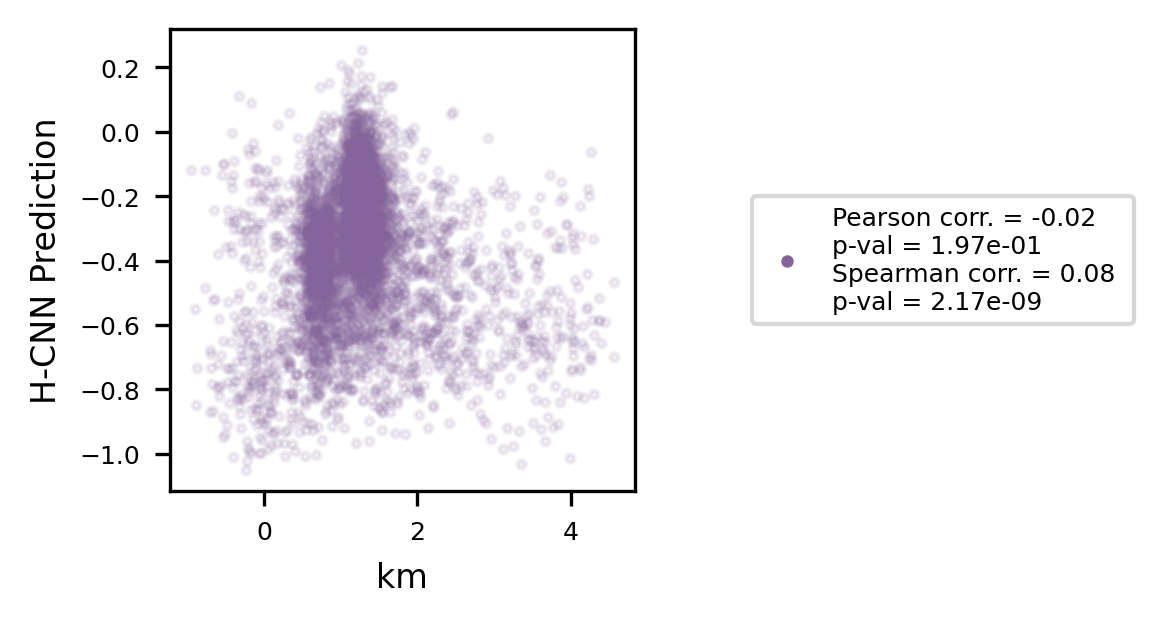 H-CNN Prediction
0.2
0.0
−0.2
−0.4
−0.6
−0.8
−1.0
0 2 4
km
Pearson corr. = -0.02
p-val = 1.97e-01
Spearman corr. = 0.08
p-val = 2.17e-09